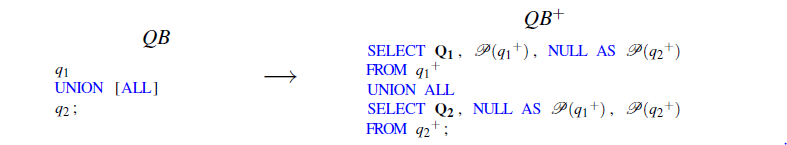 QB
q₁
UNION [ALL]
q₂;
⟶
QB⁺
SELECT Q₁, 𝒫(q₁⁺), NULL AS 𝒫(q₂⁺)
FROM q₁⁺
UNION ALL
SELECT Q₂, NULL AS 𝒫(q₁⁺), 𝒫(q₂⁺)
FROM q₂⁺;
.